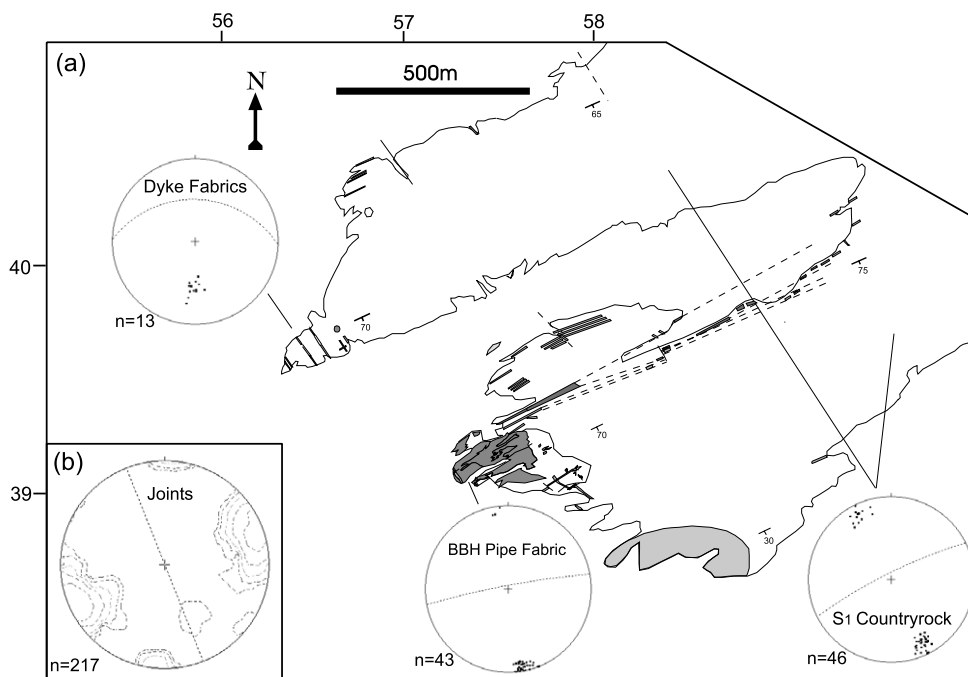 56 57 58
(a)
500m
N
65
Dyke Fabrics
n=13
40
75
70
70
39
(b)
Joints
n=217
BBH Pipe Fabric
n=43
30
S1 Countryrock
n=46